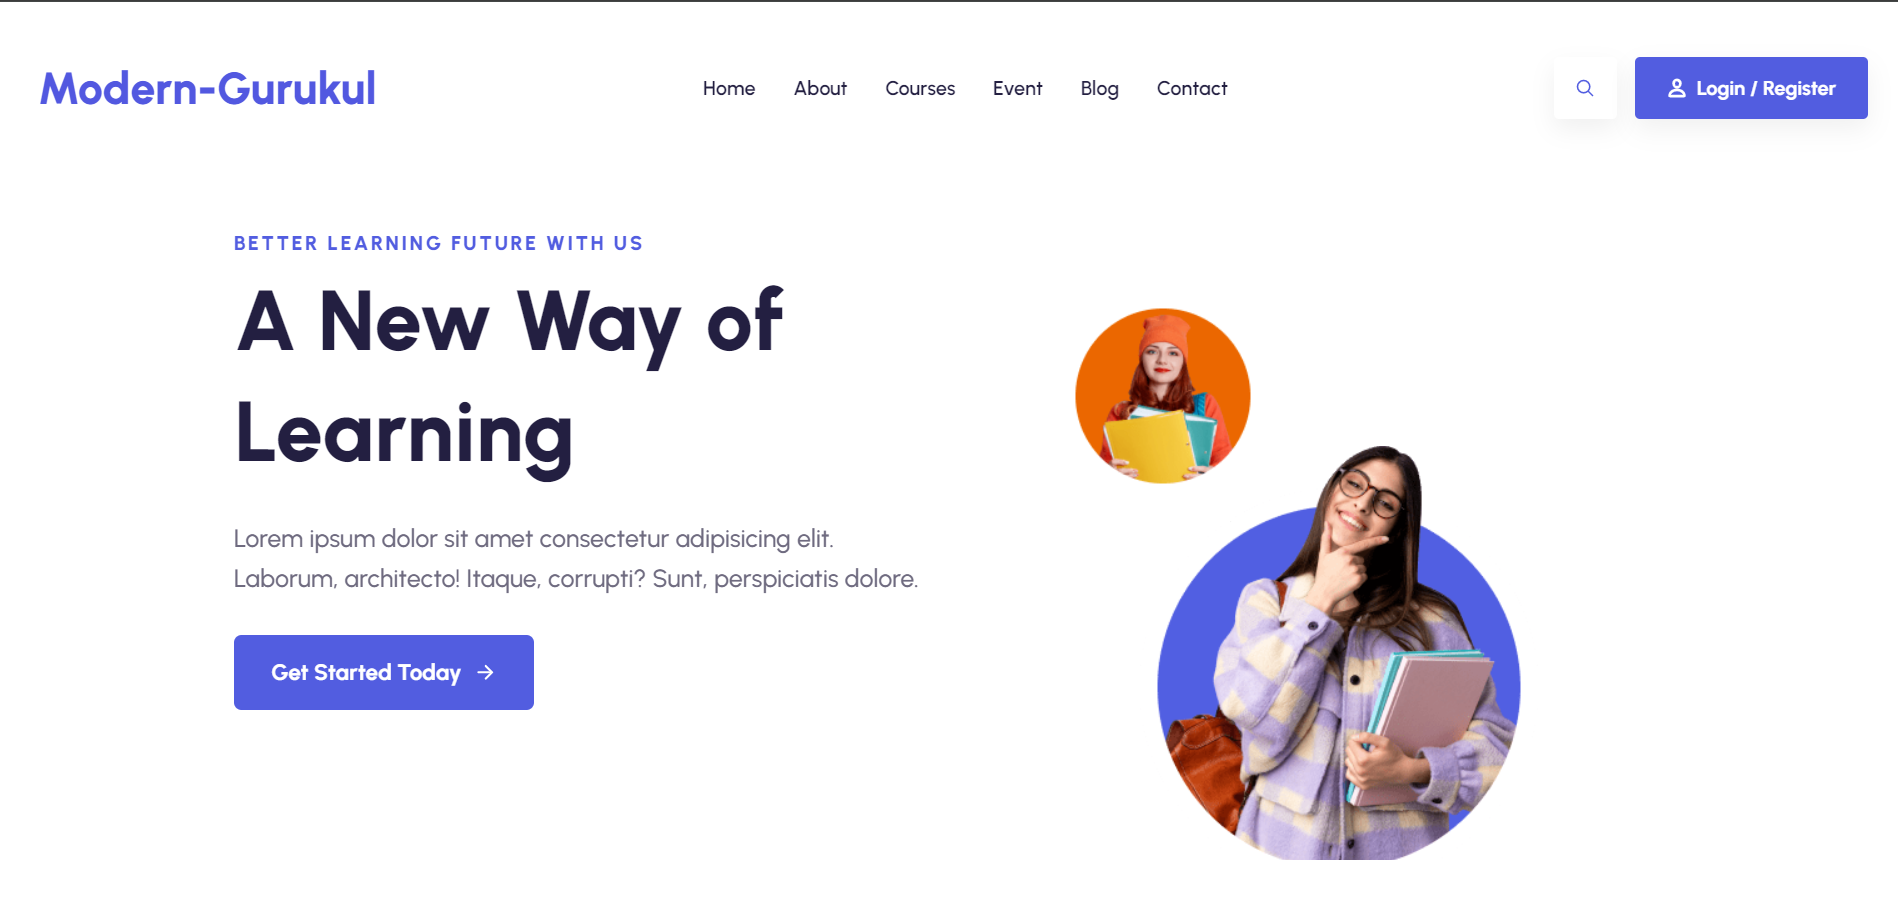 Modern-Gurukul
Home About Courses Event Blog Contact
Login / Register
BETTER LEARNING FUTURE WITH US
A New Way of
Learning
Lorem ipsum dolor sit amet consectetur adipisicing elit.
Laborum, architecto! Itaque, corrupti? Sunt, perspiciatis dolore.
Get Started Today